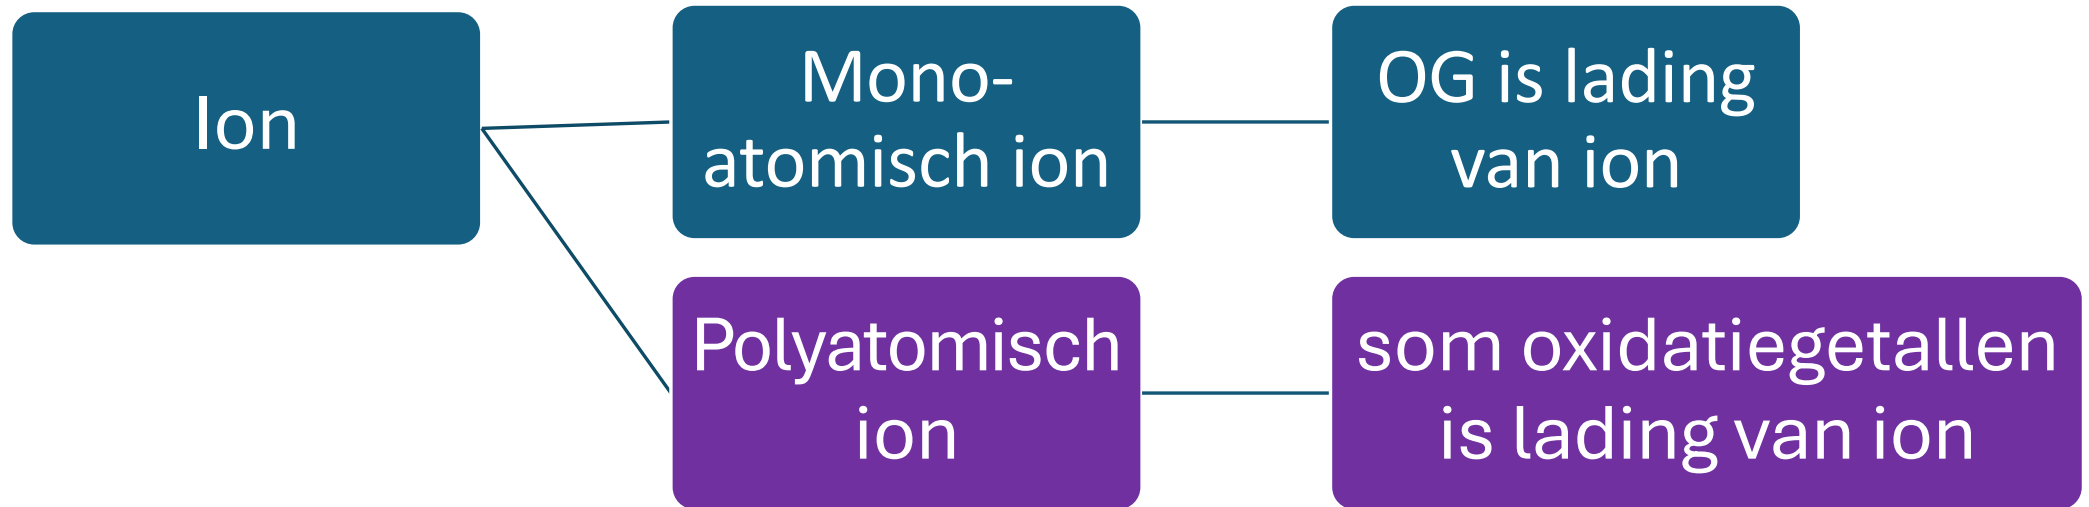 Ion
Mono-
atomisch ion
OG is lading
van ion
Polyatomisch
ion
som oxidatiegetallen
is lading van ion